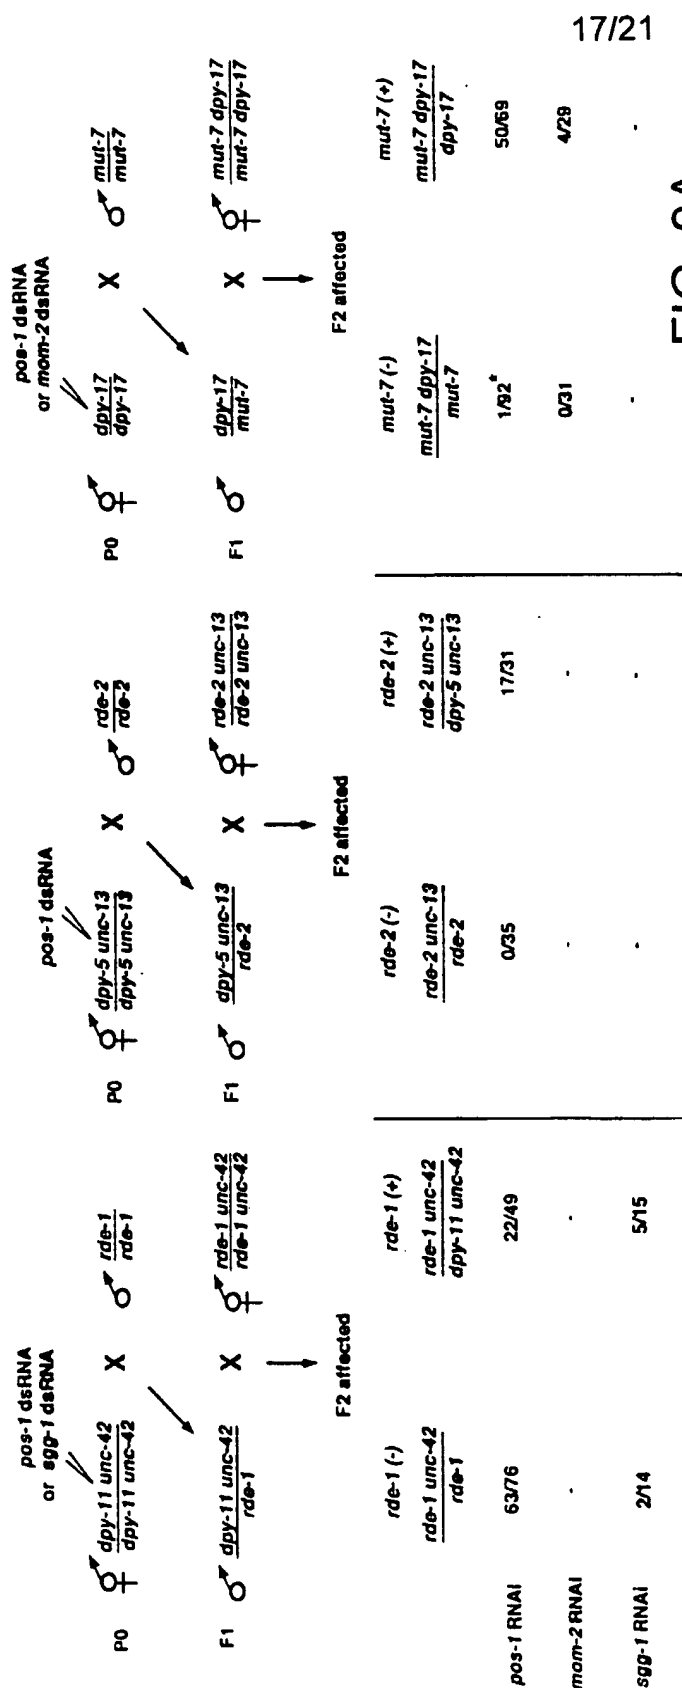 17/21
pos-1 dsRNA
or sgg-1 dsRNA
P0
dpy-11 unc-42
dpy-11 unc-42
X
rde-1
rde-1
F1
dpy-11 unc-42
rde-1
X
rde-1 unc-42
rde-1 unc-42
F2 affected
pos-1 dsRNA
P0
dpy-5 unc-13
dpy-5 unc-13
X
rde-2
rde-2
F1
dpy-5 unc-13
rde-2
X
rde-2 unc-13
rde-2 unc-13
F2 affected
pos-1 dsRNA
or mom-2 dsRNA
P0
dpy-17
dpy-17
X
mut-7
mut-7
F1
dpy-17
mut-7
X
mut-7 dpy-17
mut-7 dpy-17
F2 affected
rde-1 (-) rde-1 (+) rde-2 (-) rde-2 (+) mut-7 (-) mut-7 (+)
rde-1 unc-42 rde-1 unc-42 rde-2 unc-13 rde-2 unc-13 mut-7 dpy-17 mut-7 dpy-17
rde-1 dpy-11 unc-42 rde-2 dpy-5 unc-13 mut-7 dpy-17
pos-1 RNAi 63/76 22/49 0/35 17/31 1/92* 50/69
mom-2 RNAi - - - - 0/31 4/29
sgg-1 RNAi 2/14 5/15 - - - -